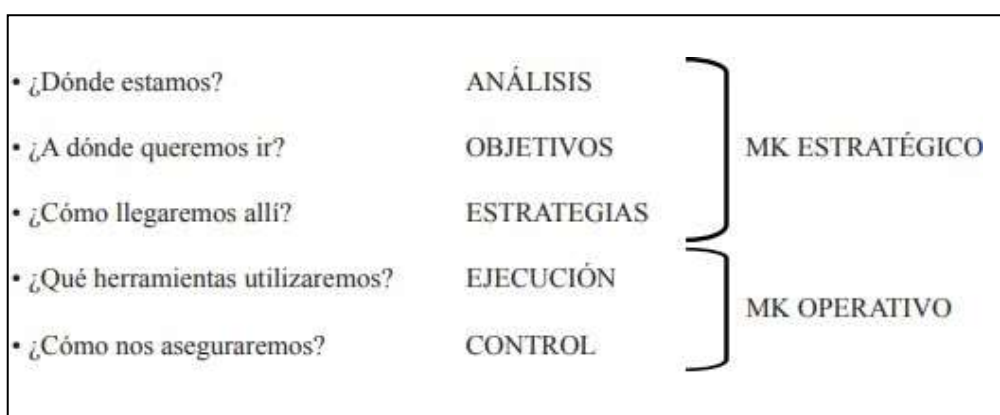 • ¿Dónde estamos? ANÁLISIS
• ¿A dónde queremos ir? OBJETIVOS MK ESTRATÉGICO
• ¿Cómo llegaremos allí? ESTRATEGIAS
• ¿Qué herramientas utilizaremos? EJECUCIÓN
MK OPERATIVO
• ¿Cómo nos aseguraremos? CONTROL